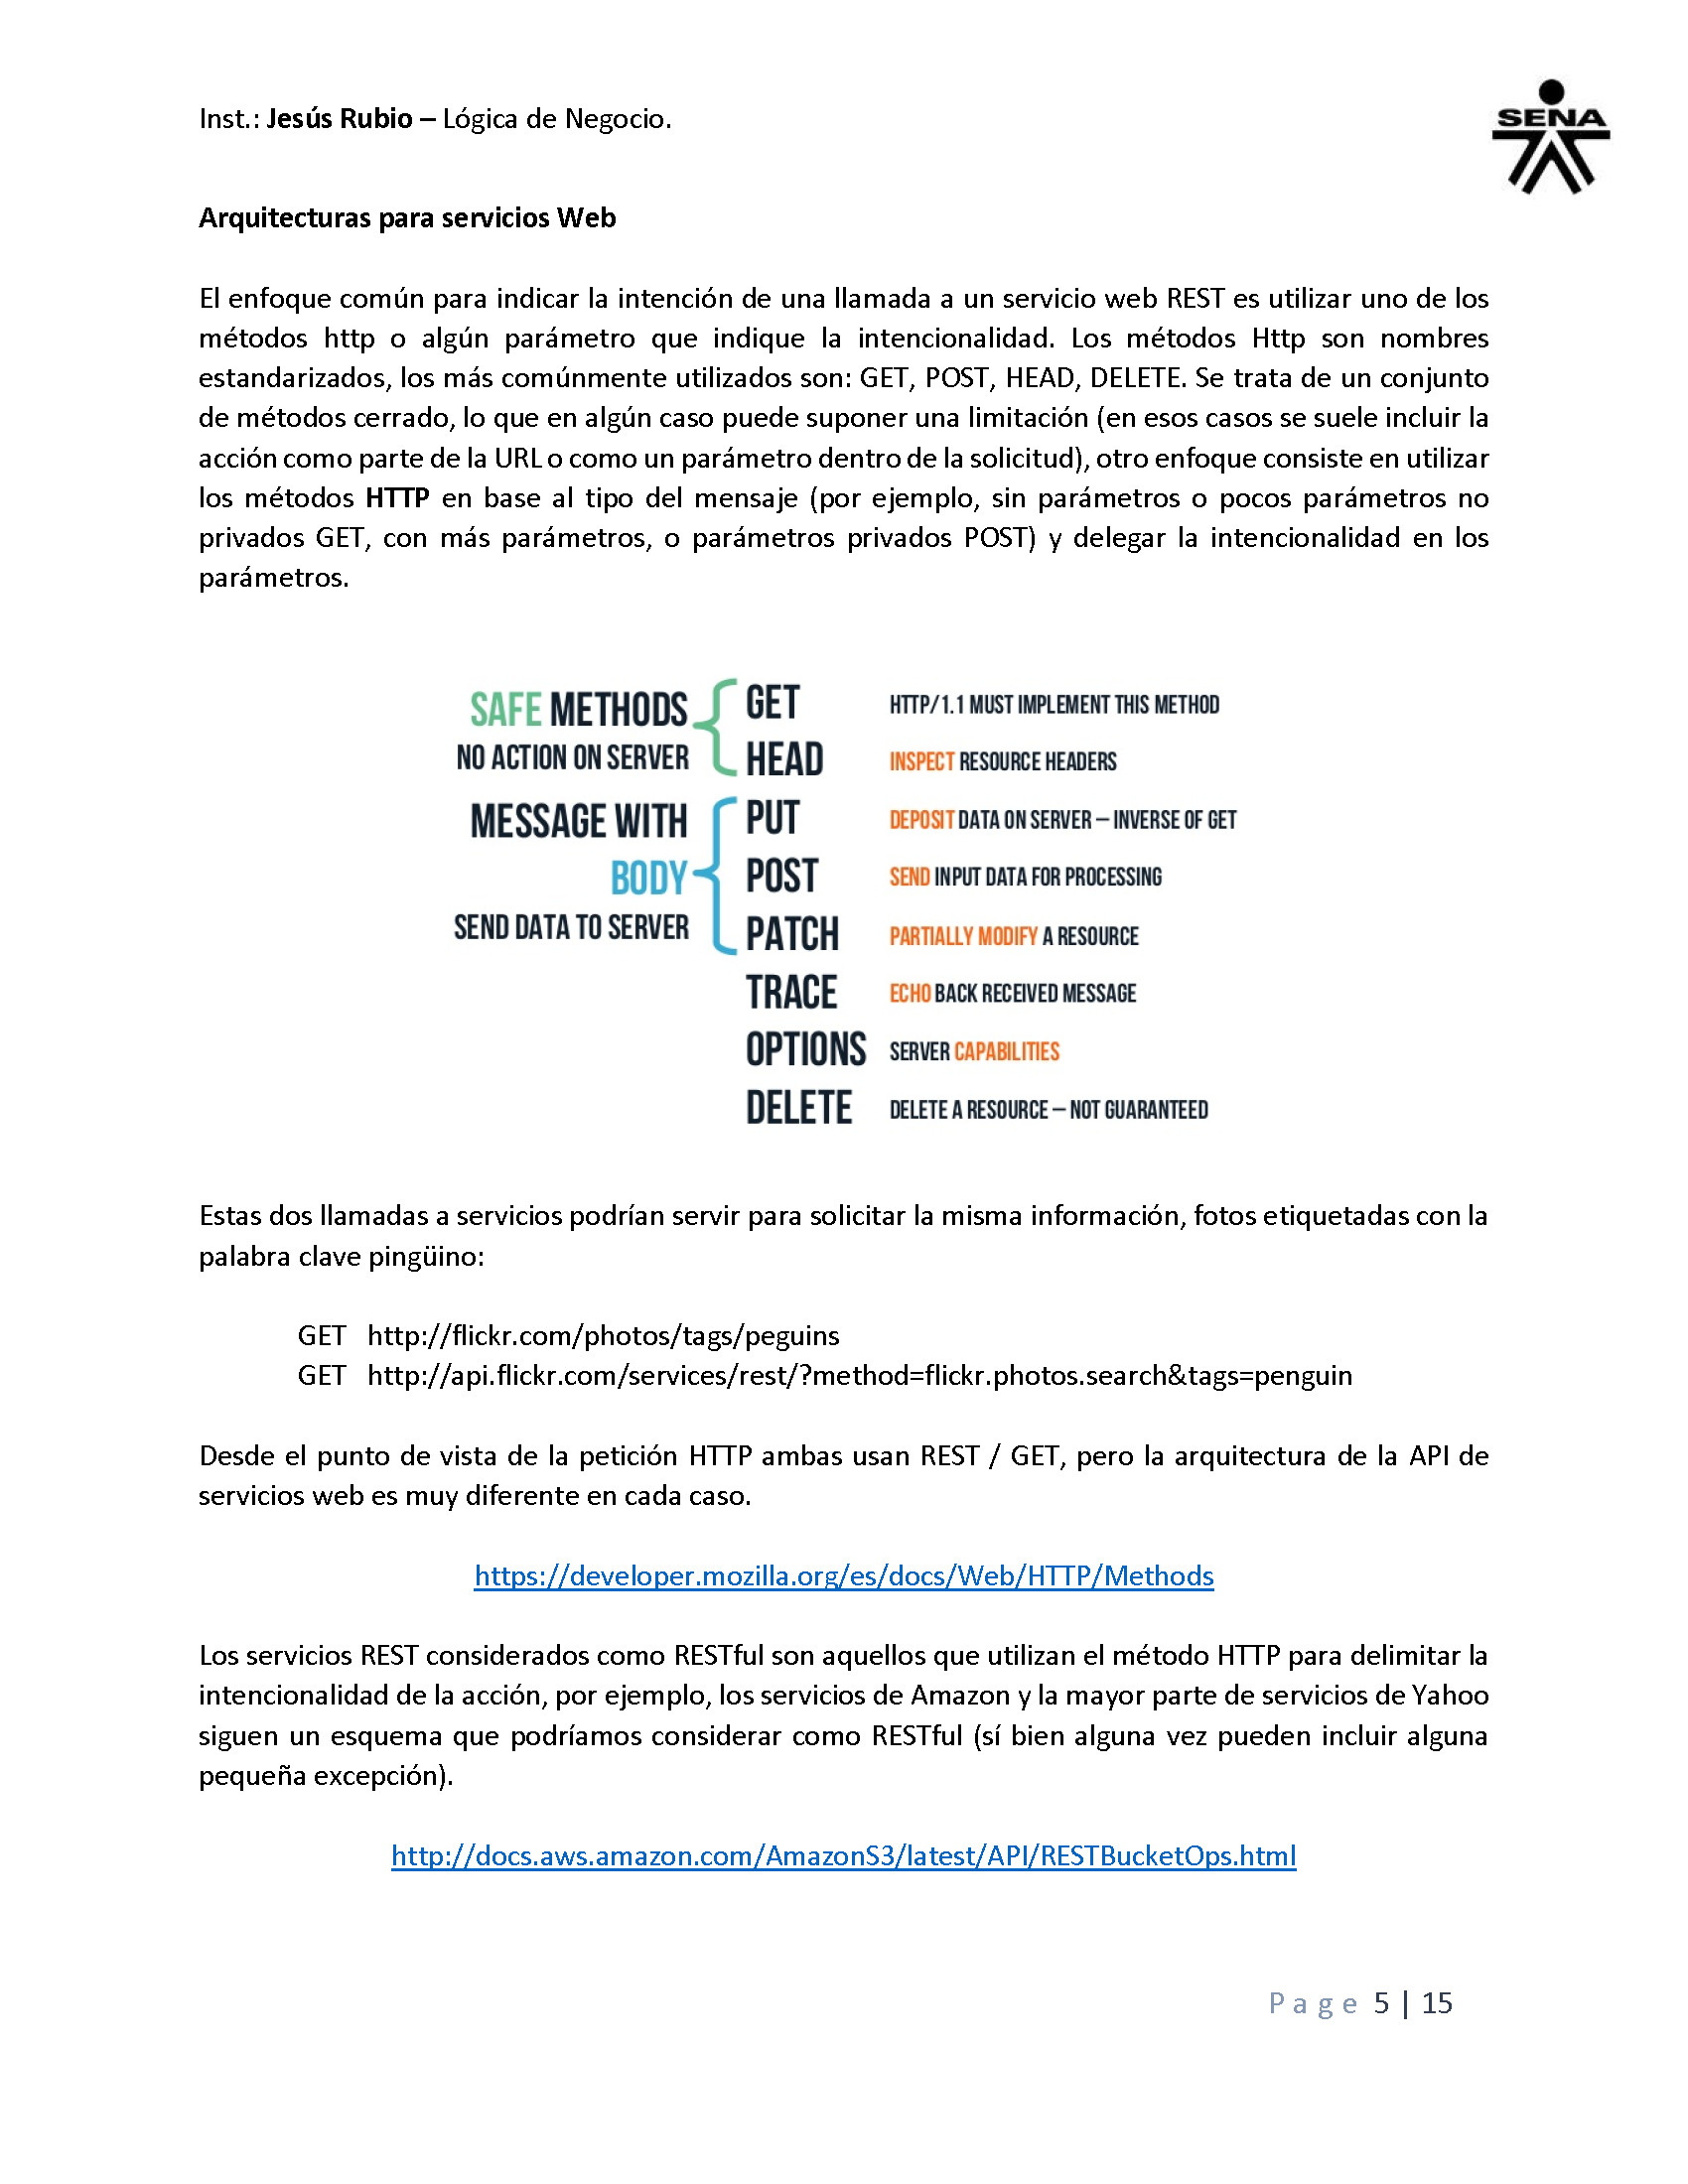 Inst.: Jesús Rubio – Lógica de Negocio.
SENA
Arquitecturas para servicios Web
El enfoque común para indicar la intención de una llamada a un servicio web REST es utilizar uno de los
métodos http o algún parámetro que indique la intencionalidad. Los métodos Http son nombres
estandarizados, los más comúnmente utilizados son: GET, POST, HEAD, DELETE. Se trata de un conjunto
de métodos cerrado, lo que en algún caso puede suponer una limitación (en esos casos se suele incluir la
acción como parte de la URL o como un parámetro dentro de la solicitud), otro enfoque consiste en utilizar
los métodos HTTP en base al tipo del mensaje (por ejemplo, sin parámetros o pocos parámetros no
privados GET, con más parámetros, o parámetros privados POST) y delegar la intencionalidad en los
parámetros.
SAFE METHODS
NO ACTION ON SERVER
MESSAGE WITH
BODY
SEND DATA TO SERVER
GET HTTP/1.1 MUST IMPLEMENT THIS METHOD
HEAD INSPECT RESOURCE HEADERS
PUT DEPOSIT DATA ON SERVER – INVERSE OF GET
POST SEND INPUT DATA FOR PROCESSING
PATCH PARTIALLY MODIFY A RESOURCE
TRACE ECHO BACK RECEIVED MESSAGE
OPTIONS SERVER CAPABILITIES
DELETE DELETE A RESOURCE – NOT GUARANTEED
Estas dos llamadas a servicios podrían servir para solicitar la misma información, fotos etiquetadas con la
palabra clave pingüino:
GET http://flickr.com/photos/tags/peguins
GET http://api.flickr.com/services/rest/?method=flickr.photos.search&tags=penguin
Desde el punto de vista de la petición HTTP ambas usan REST / GET, pero la arquitectura de la API de
servicios web es muy diferente en cada caso.
https://developer.mozilla.org/es/docs/Web/HTTP/Methods
Los servicios REST considerados como RESTful son aquellos que utilizan el método HTTP para delimitar la
intencionalidad de la acción, por ejemplo, los servicios de Amazon y la mayor parte de servicios de Yahoo
siguen un esquema que podríamos considerar como RESTful (sí bien alguna vez pueden incluir alguna
pequeña excepción).
http://docs.aws.amazon.com/AmazonS3/latest/API/RESTBucketOps.html
Page 5 | 15